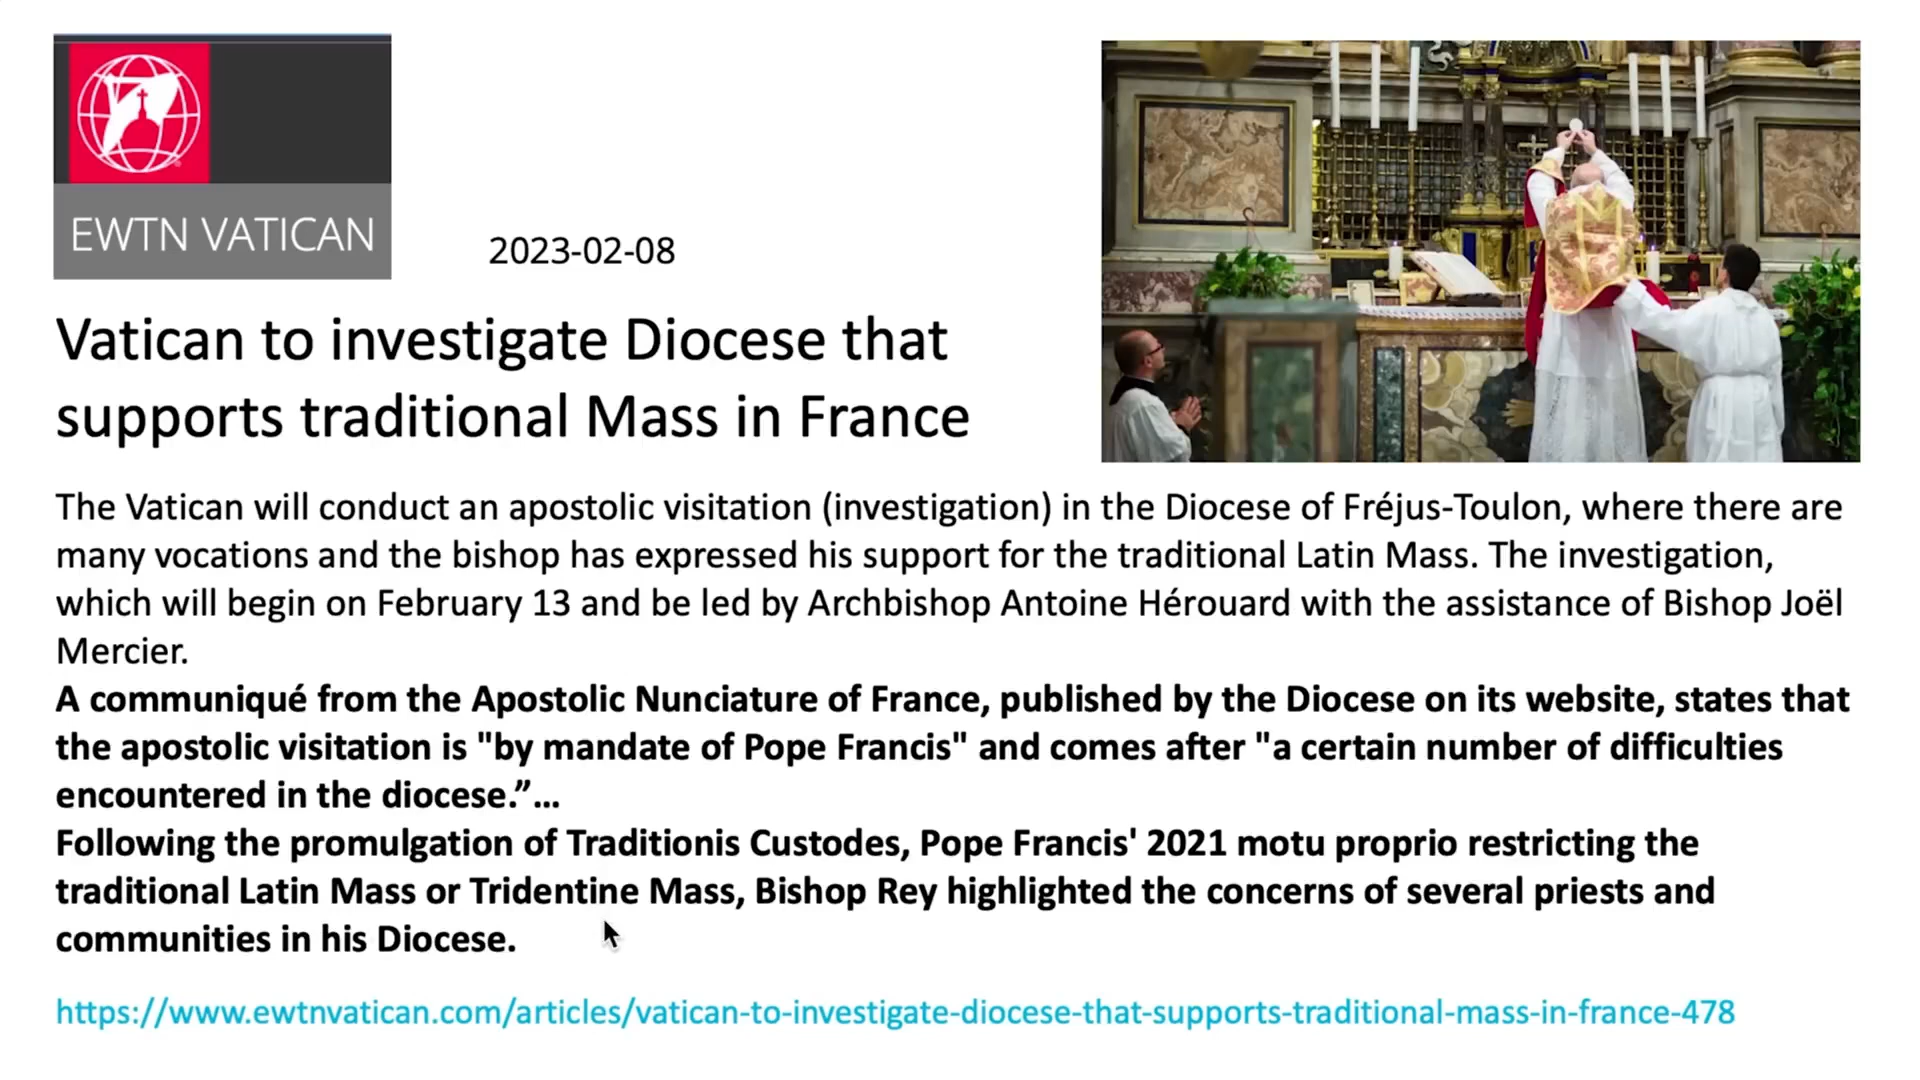 EWTN VATICAN
2023-02-08
Vatican to investigate Diocese that
supports traditional Mass in France
The Vatican will conduct an apostolic visitation (investigation) in the Diocese of Fréjus-Toulon, where there are
many vocations and the bishop has expressed his support for the traditional Latin Mass. The investigation,
which will begin on February 13 and be led by Archbishop Antoine Hérouard with the assistance of Bishop Joël
Mercier.
A communiqué from the Apostolic Nunciature of France, published by the Diocese on its website, states that
the apostolic visitation is "by mandate of Pope Francis" and comes after "a certain number of difficulties
encountered in the diocese.”...
Following the promulgation of Traditionis Custodes, Pope Francis' 2021 motu proprio restricting the
traditional Latin Mass or Tridentine Mass, Bishop Rey highlighted the concerns of several priests and
communities in his Diocese.
https://www.ewtnvatican.com/articles/vatican-to-investigate-diocese-that-supports-traditional-mass-in-france-478